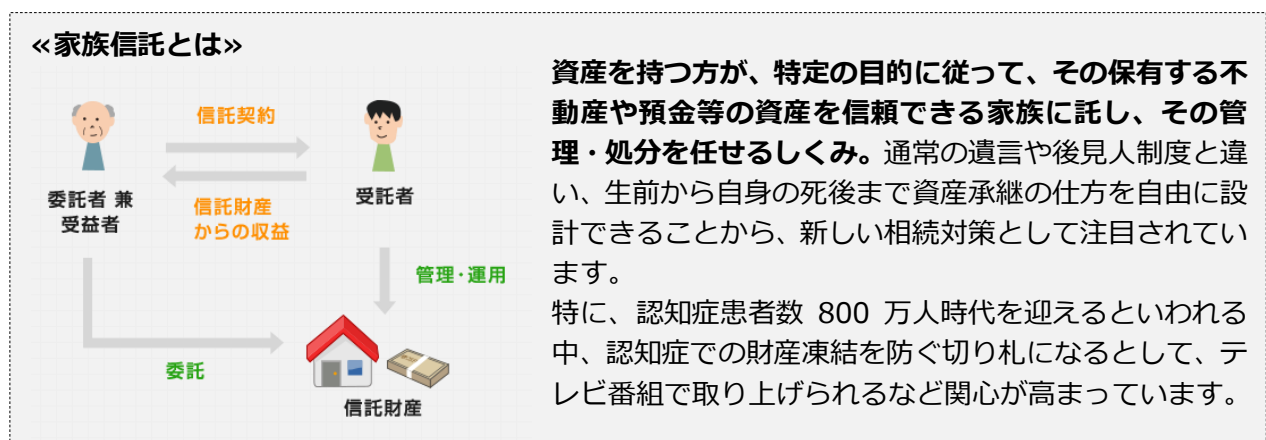 ≪家族信託とは≫
信託契約
委託者 兼
受益者
受託者
信託財産
からの収益
管理・運用
委託
信託財産
資産を持つ方が、特定の目的に従って、その保有する不
動産や預金等の資産を信頼できる家族に託し、その管
理・処分を任せるしくみ。通常の遺言や後見人制度と違
い、生前から自身の死後まで資産承継の仕方を自由に設
計できることから、新しい相続対策として注目されてい
ます。
特に、認知症患者数 800 万人時代を迎えるといわれる
中、認知症での財産凍結を防ぐ切り札になるとして、テ
レビ番組で取り上げられるなど関心が高まっています。